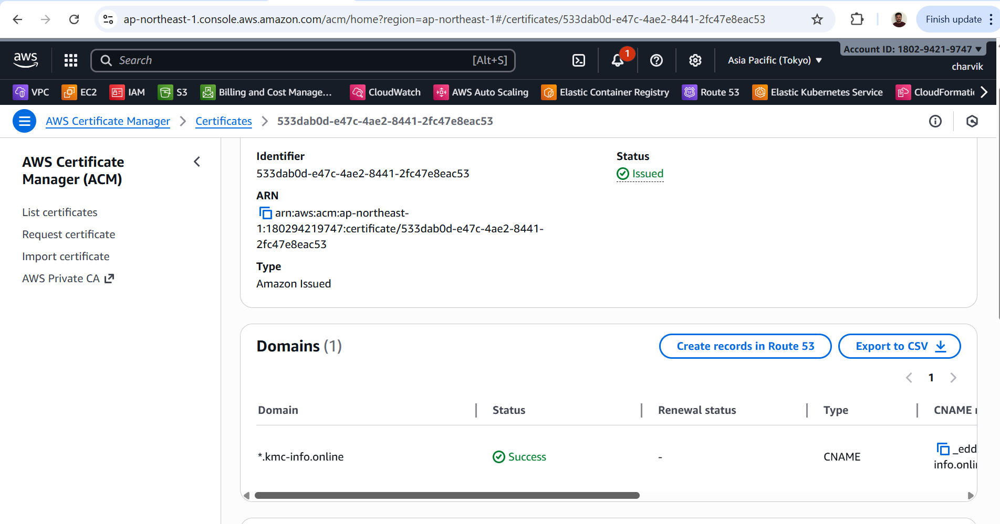 ap-northeast-1.console.aws.amazon.com/acm/home?region=ap-northeast-1#/certificates/533dab0d-e47c-4ae2-8441-2fc47e8eac53
Finish update
aws
Search
[Alt+S]
1
Asia Pacific (Tokyo)
Account ID: 1802-9421-9747
charvik
VPC
EC2
IAM
S3
Billing and Cost Manage...
CloudWatch
AWS Auto Scaling
Elastic Container Registry
Route 53
Elastic Kubernetes Service
CloudFormati
AWS Certificate Manager
Certificates
533dab0d-e47c-4ae2-8441-2fc47e8eac53
AWS Certificate
Manager (ACM)
List certificates
Request certificate
Import certificate
AWS Private CA
Identifier
533dab0d-e47c-4ae2-8441-2fc47e8eac53
Status
Issued
ARN
arn:aws:acm:ap-northeast-
1:180294219747:certificate/533dab0d-e47c-4ae2-8441-
2fc47e8eac53
Type
Amazon Issued
Domains (1)
Create records in Route 53
Export to CSV
1
Domain
Status
Renewal status
Type
CNAME
*.kmc-info.online
Success
-
CNAME
_edd
info.onli